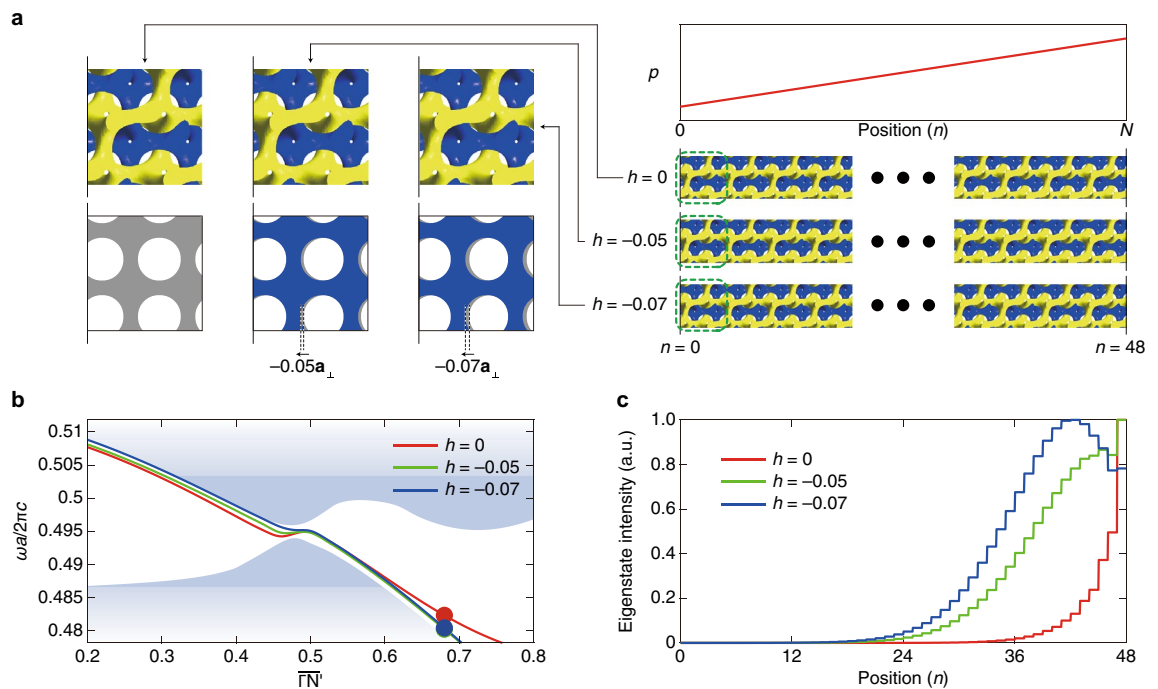 a
p
0
Position (n)
N
h = 0
h = –0.05
h = –0.07
n = 0
n = 48
–0.05a⊥
–0.07a⊥
b
ωa/2πc
0.51
0.505
0.5
0.495
0.49
0.485
0.48
h = 0
h = –0.05
h = –0.07
0.2 0.3 0.4 0.5 0.6 0.7 0.8
Γ̅N̅'
c
Eigenstate intensity (a.u.)
1.0
0.8
0.6
0.4
0.2
0
h = 0
h = –0.05
h = –0.07
0 12 24 36 48
Position (n)